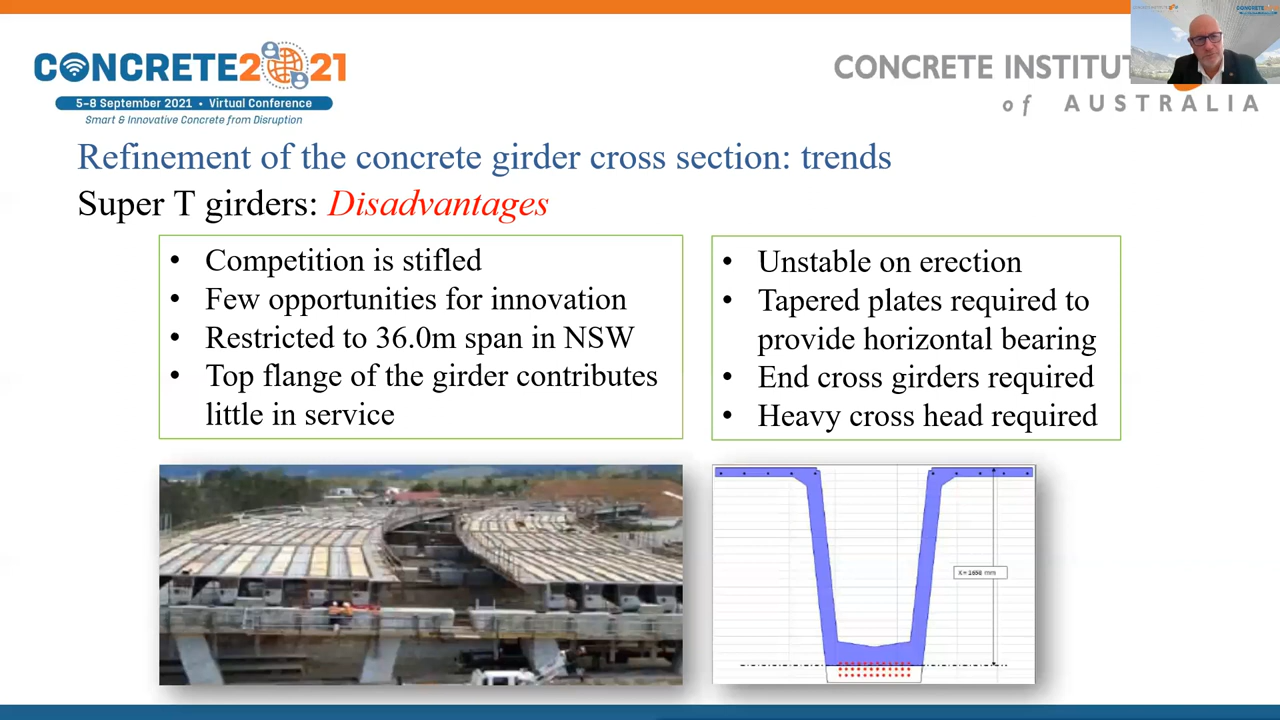 CONCRETE2021
5–8 September 2021 • Virtual Conference
Smart & Innovative Concrete from Disruption
CONCRETE
of AUSTRALIA
Refinement of the concrete girder cross section: trends
Super T girders: Disadvantages
• Competition is stifled
• Few opportunities for innovation
• Restricted to 36.0m span in NSW
• Top flange of the girder contributes
little in service
• Unstable on erection
• Tapered plates required to
provide horizontal bearing
• End cross girders required
• Heavy cross head required